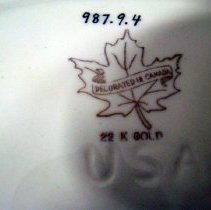 987.9.4
DECORATED IN CANADA
22 K GOLD
USA